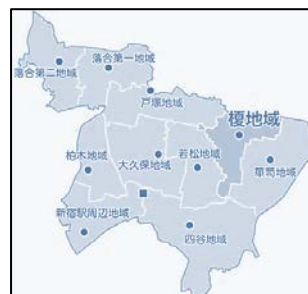 落合第一地域
落合第二地域
戸塚地域
榎地域
柏木地域
大久保地域
若松地域
箪笥地域
新宿駅周辺地域
四谷地域